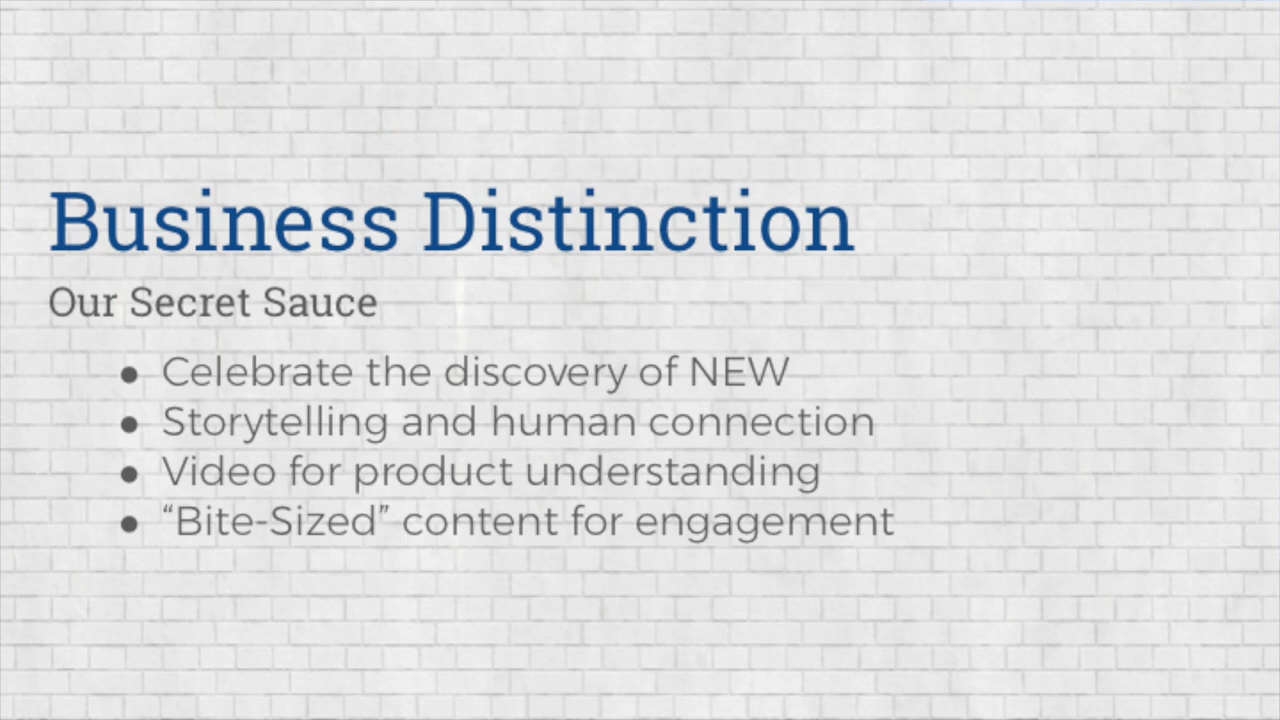 Business Distinction
Our Secret Sauce
● Celebrate the discovery of NEW
● Storytelling and human connection
● Video for product understanding
● “Bite-Sized” content for engagement